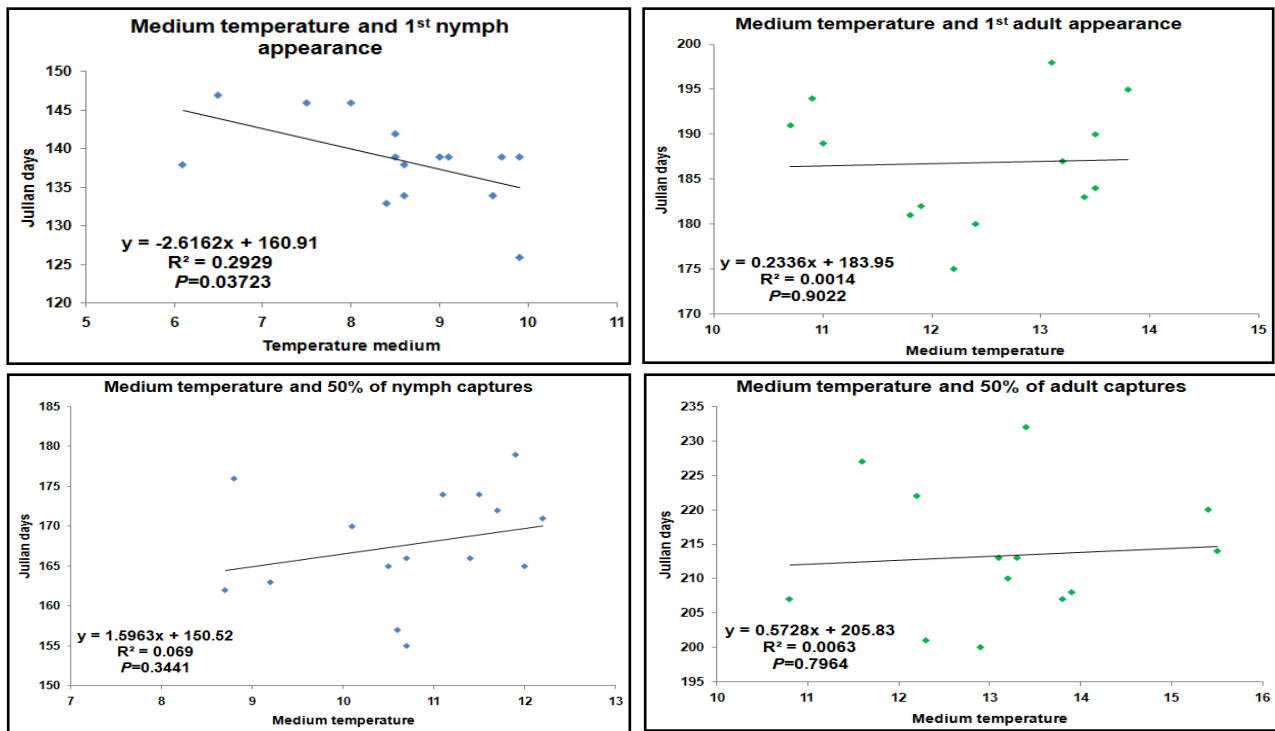 Medium temperature and 1st nymph
appearance
150
145
140
135
130
125
120
Julian days
y = -2.6162x + 160.91
R² = 0.2929
P=0.03723
5 6 7 8 9 10 11
Temperature medium
Medium temperature and 1st adult appearance
200
195
190
185
180
175
170
Julian days
y = 0.2336x + 183.95
R² = 0.0014
P=0.9022
10 11 12 13 14 15
Medium temperature
Medium temperature and 50% of nymph captures
185
180
175
170
165
160
155
150
Julian days
y = 1.5963x + 150.52
R² = 0.069
P=0.3441
7 8 9 10 11 12 13
Medium temperature
Medium temperature and 50% of adult captures
235
230
225
220
215
210
205
200
195
Julian days
y = 0.5728x + 205.83
R² = 0.0063
P=0.7964
10 11 12 13 14 15 16
Medium temperature